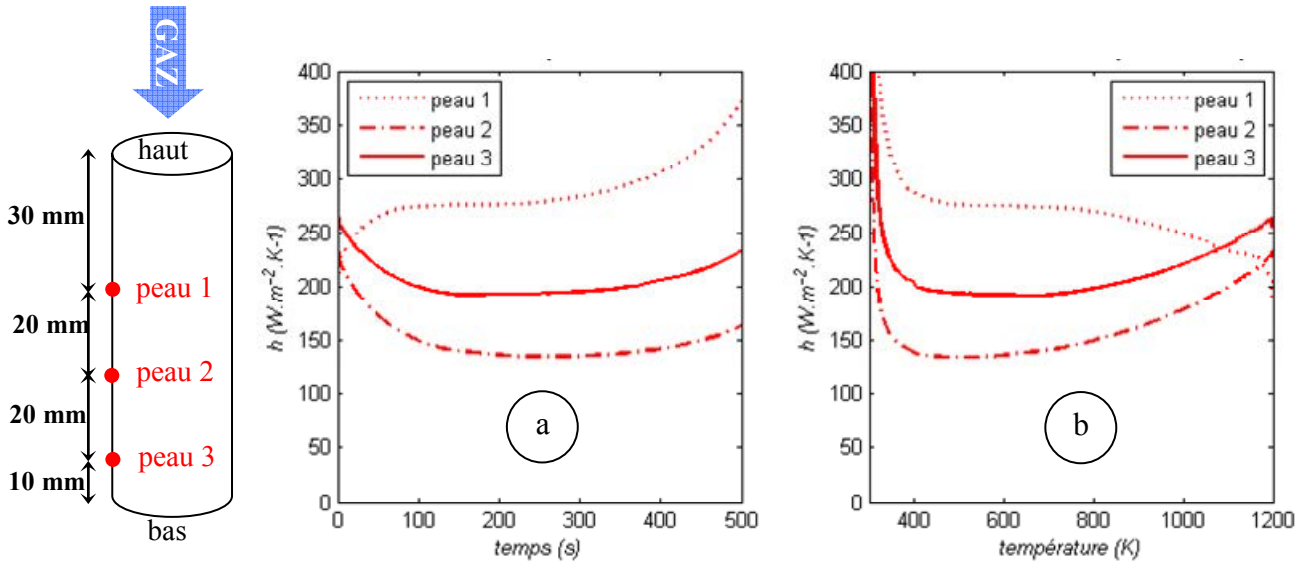 GAZ
haut
30 mm
peau 1
20 mm
peau 2
20 mm
peau 3
10 mm
bas
400
350
300
250
200
150
100
50
0
h (W.m⁻².K-1)
peau 1
peau 2
peau 3
a
0 100 200 300 400 500
temps (s)
400
350
300
250
200
150
100
50
0
h (W.m⁻².K-1)
peau 1
peau 2
peau 3
b
400 600 800 1000 1200
température (K)